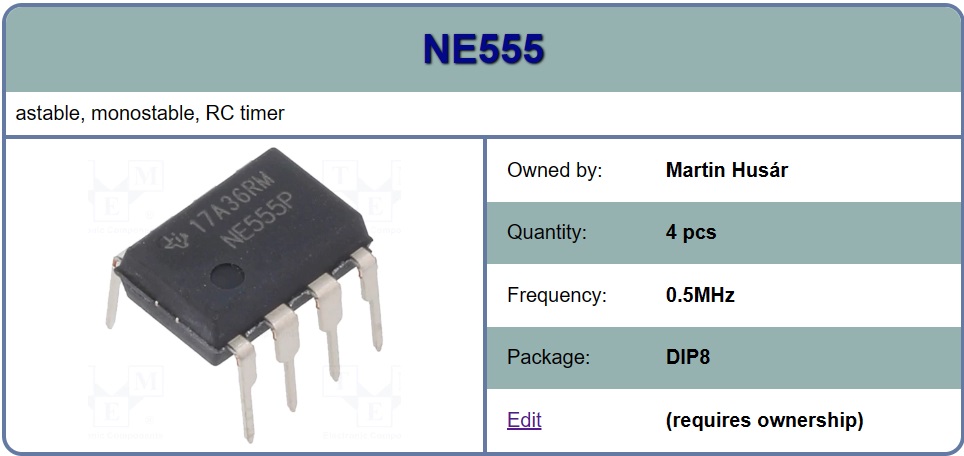 NE555
astable, monostable, RC timer
17A36RM
NE555P
Owned by: Martin Husár
Quantity: 4 pcs
Frequency: 0.5MHz
Package: DIP8
Edit (requires ownership)